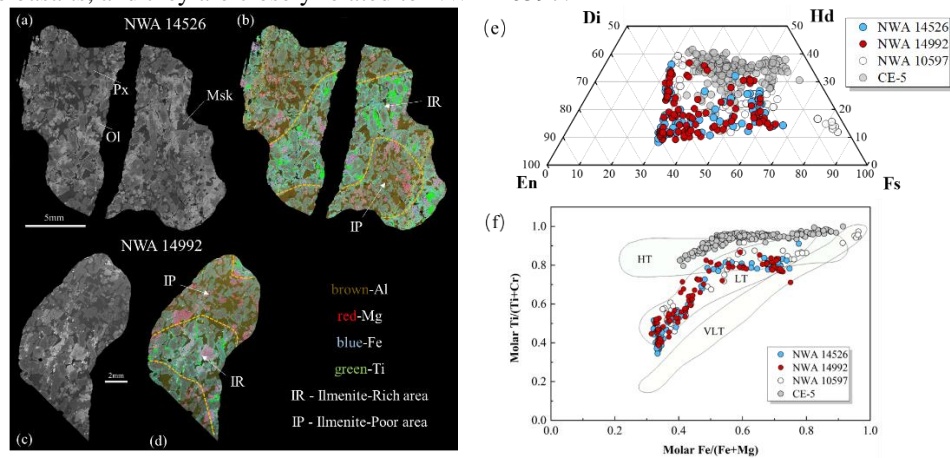 NWA 14526
(a)
(b)
Px
Msk
Ol
IR
5mm
IP
NWA 14992
IP
brown-Al
red-Mg
blue-Fe
green-Ti
IR
IR - Ilmenite-Rich area
2mm
IP - Ilmenite-Poor area
(c)
(d)
(e)
Di
Hd
50
50
60
40
70
30
80
20
90
10
100
0
0 10 20 30 40 50 60 70 80 90 100
En
Fs
NWA 14526
NWA 14992
NWA 10597
CE-5
(f)
Molar Ti/(Ti+Cr)
1.0
0.8
0.6
0.4
0.2
0.0
0.0 0.2 0.4 0.6 0.8 1.0
Molar Fe/(Fe+Mg)
HT
LT
VLT
NWA 14526
NWA 14992
NWA 10597
CE-5